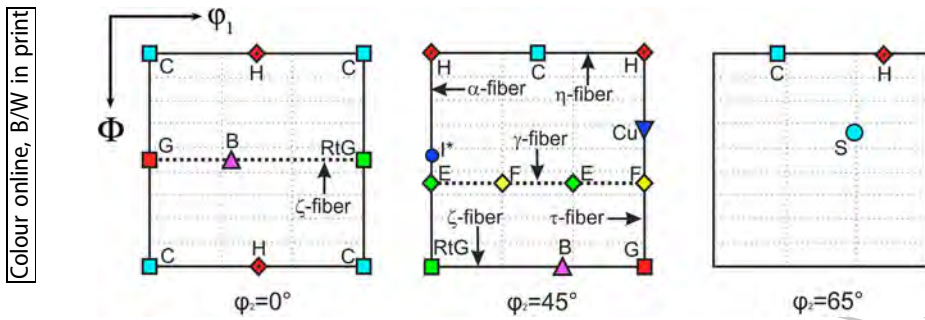 Colour online, B/W in print
φ₁
Φ
C
H
C
G
B
RtG
ζ-fiber
C
H
C
φ₂=0°
H
C
H
α-fiber
η-fiber
Cu
γ-fiber
I*
E
F
E
F
ζ-fiber
τ-fiber
RtG
B
G
φ₂=45°
C
H
S
φ₂=65°